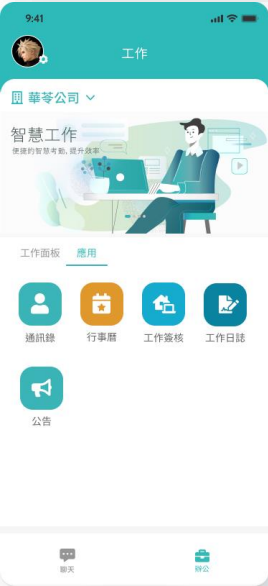 9:41
工作
華苓公司
智慧工作
便捷的智慧考勤，提升效率
工作面板 應用
通訊錄 行事曆 工作簽核 工作日誌
公告
聊天 辦公